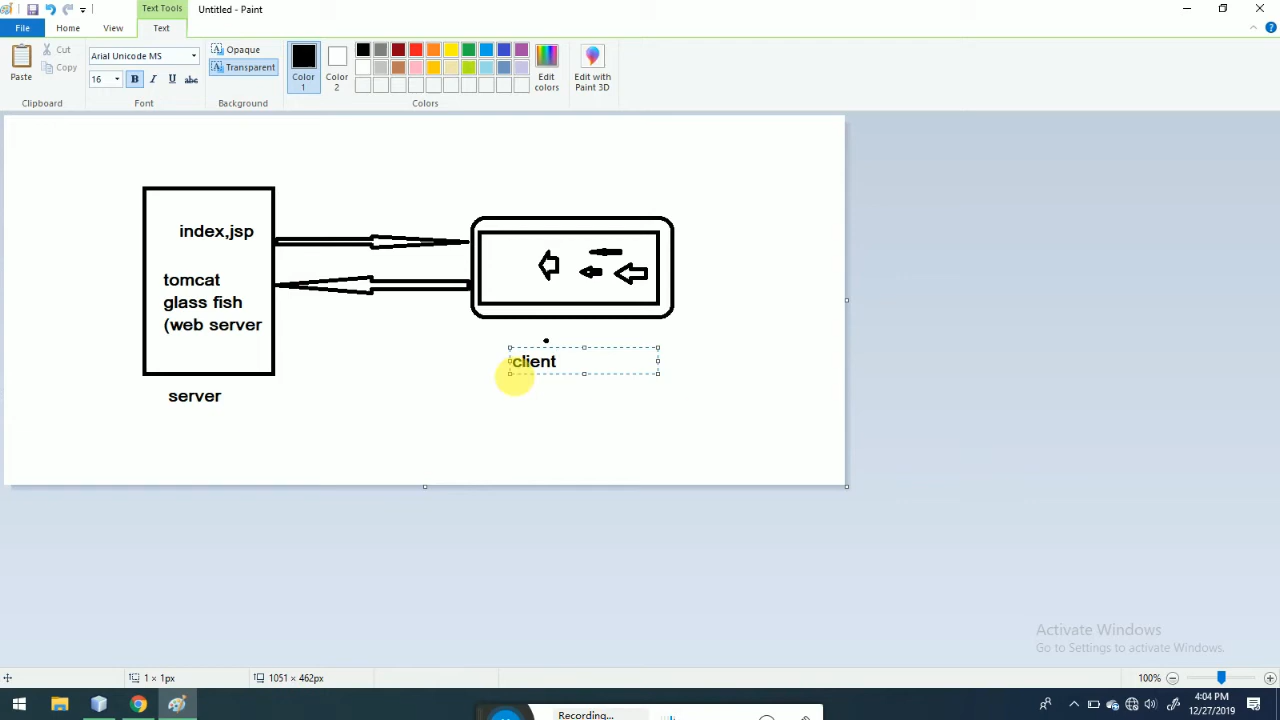 Text Tools
Untitled - Paint
File
Home
View
Text
Paste
Cut
Copy
Clipboard
Arial Unicode MS
16
B
I
U
abc
Font
Opaque
Transparent
Background
Color 1
Color 2
Colors
Edit colors
Edit with Paint 3D
index,jsp
tomcat
glass fish
(web server
server
client
Activate Windows
Go to Settings to activate Windows.
1 × 1px
1051 × 462px
100%
Recording...
4:04 PM
12/27/2019